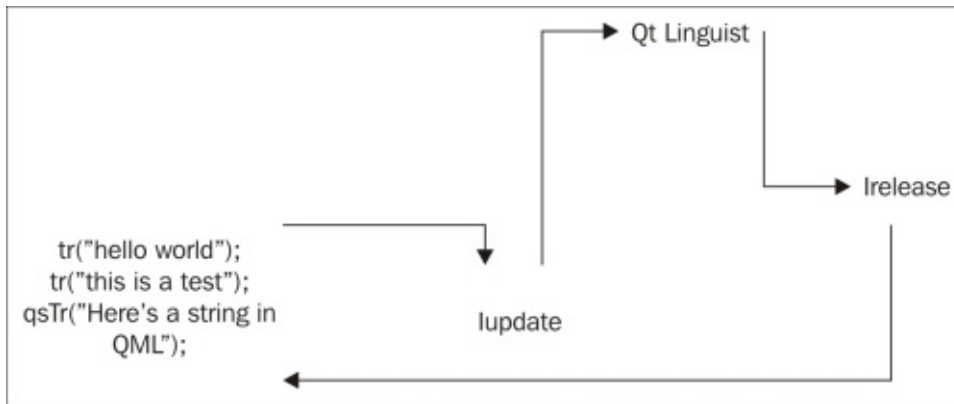 Qt Linguist
lrelease
tr("hello world");
tr("this is a test");
qsTr("Here's a string in
QML");
lupdate